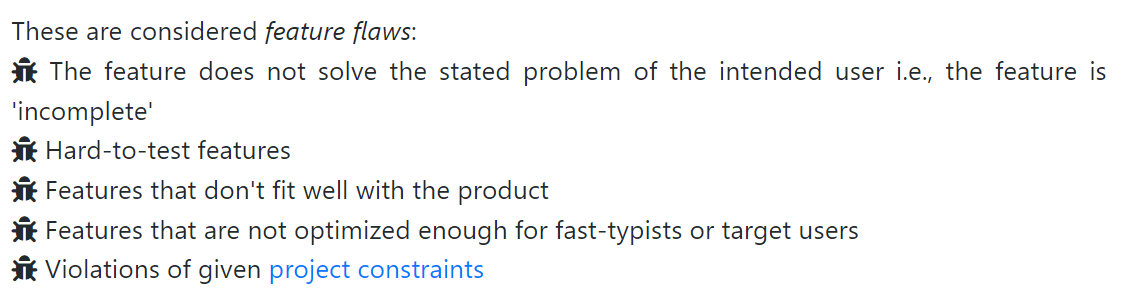 These are considered feature flaws:
The feature does not solve the stated problem of the intended user i.e., the feature is
'incomplete'
Hard-to-test features
Features that don't fit well with the product
Features that are not optimized enough for fast-typists or target users
Violations of given project constraints